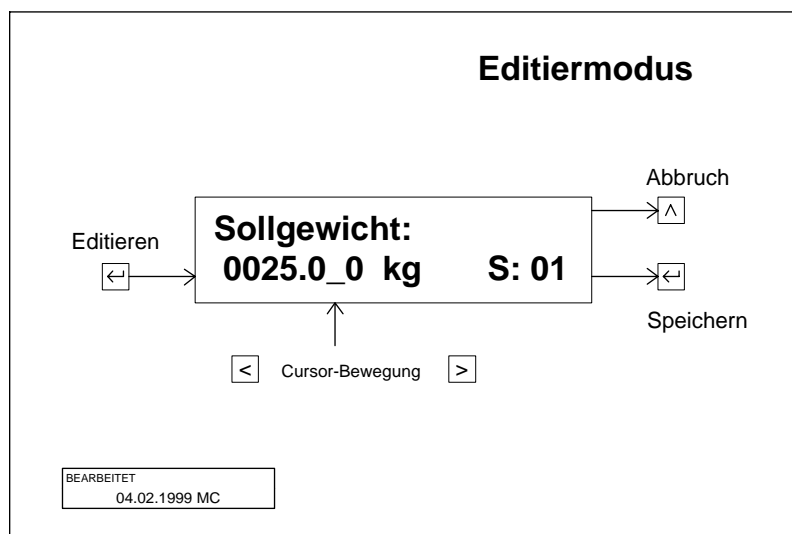 Editiermodus
Abbruch
^
Editieren
↵
Sollgewicht:
0025.0_0 kg S: 01
↵
Speichern
< Cursor-Bewegung >
BEARBEITET
04.02.1999 MC